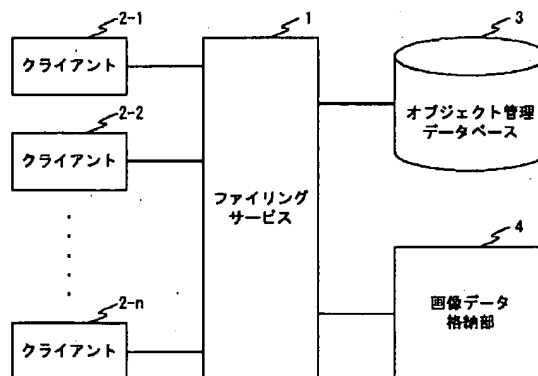 2-1
クライアント
2-2
クライアント
2-n
クライアント
1
ファイリング
サービス
3
オブジェクト管理
データベース
4
画像データ
格納部